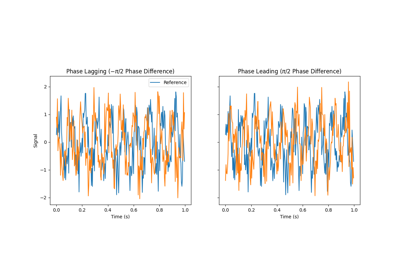 Phase Lagging (−π/2 Phase Difference)
Phase Leading (π/2 Phase Difference)
Reference
2
1
0
−1
−2
Signal
0.0 0.2 0.4 0.6 0.8 1.0
0.0 0.2 0.4 0.6 0.8 1.0
Time (s)
Time (s)